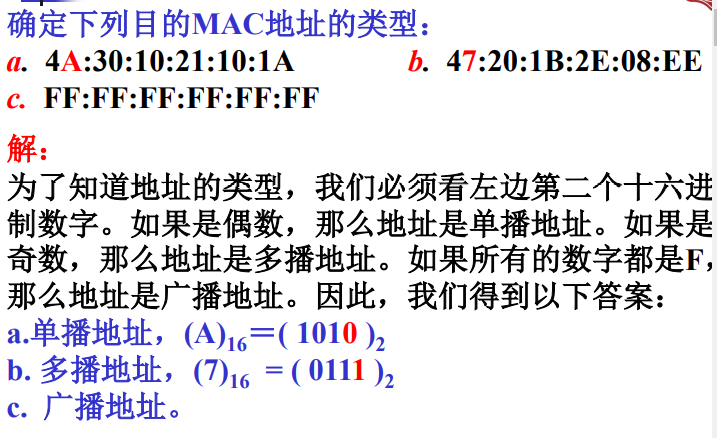 确定下列目的MAC地址的类型：
a. 4A:30:10:21:10:1A b. 47:20:1B:2E:08:EE
c. FF:FF:FF:FF:FF:FF
解：
为了知道地址的类型，我们必须看左边第二个十六进
制数字。如果是偶数，那么地址是单播地址。如果是
奇数，那么地址是多播地址。如果所有的数字都是F，
那么地址是广播地址。因此，我们得到以下答案：
a.单播地址，(A)16＝( 1010 )2
b. 多播地址，(7)16 = ( 0111 )2
c. 广播地址。